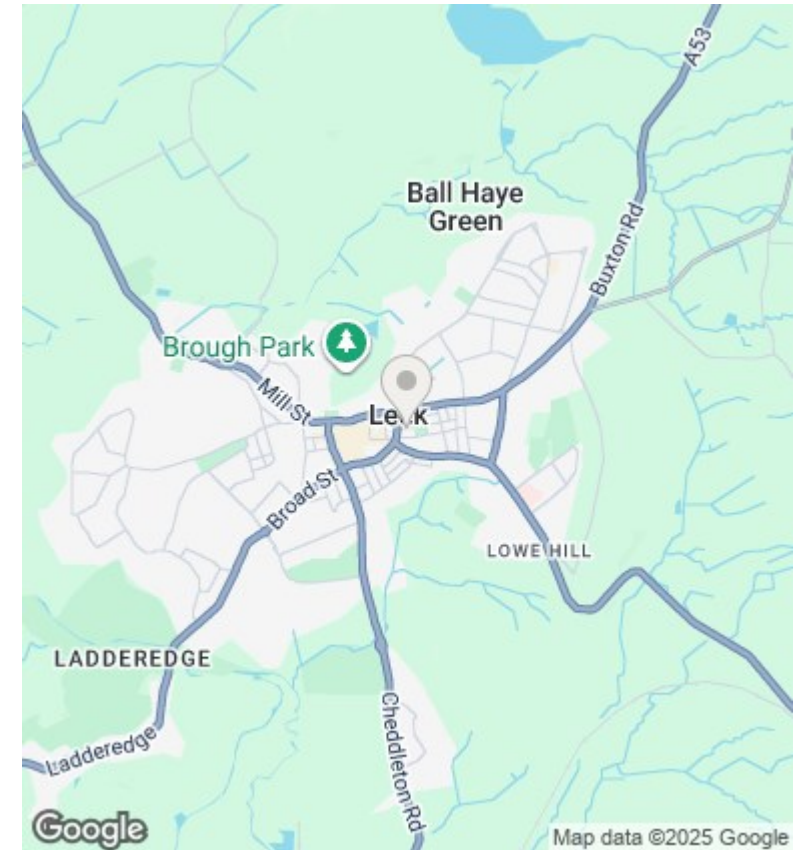 A53
Ball Haye
Green
Buxton Rd
Brough Park
Mill St
Leek
Broad St
LOWE HILL
LADDEREDGE
Ladderedge
Cheddleton Rd
Google
Map data ©2025 Google